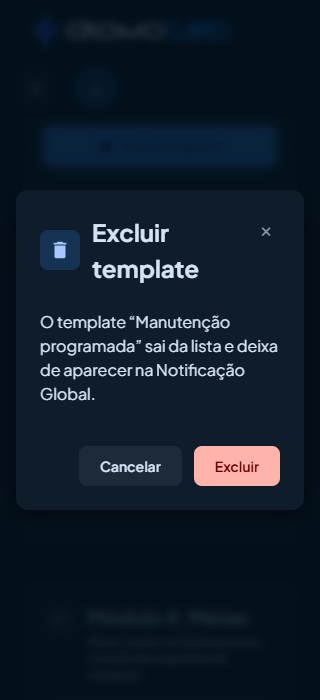 Excluir
template
O template “Manutenção
programada” sai da lista e deixa
de aparecer na Notificação
Global.
Cancelar
Excluir